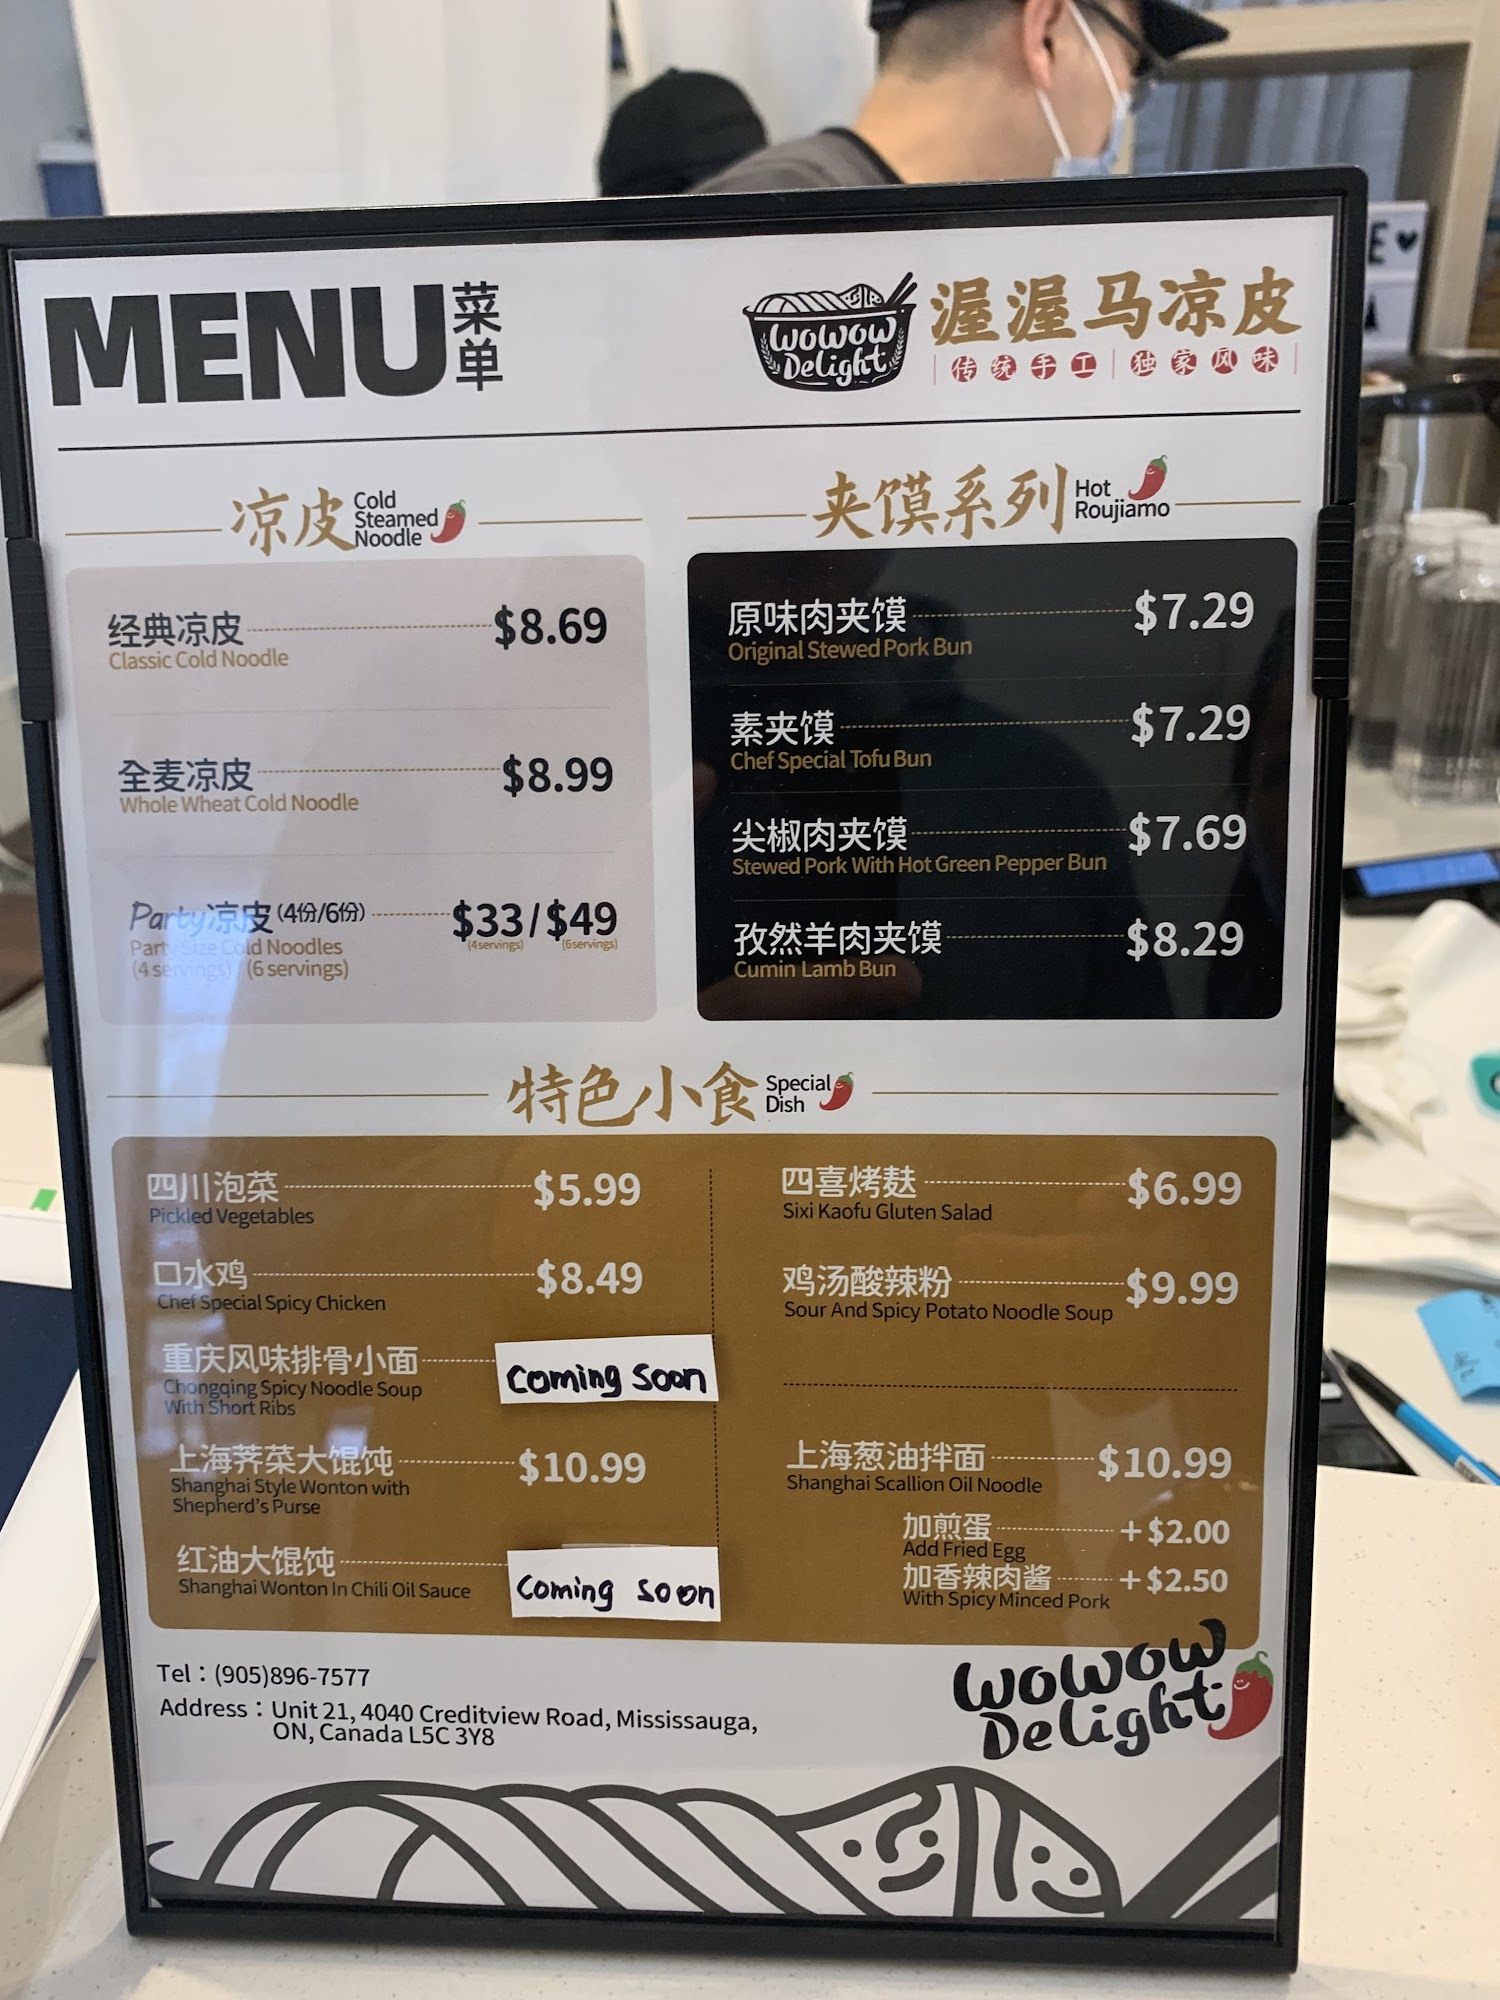 MENU 菜单
wowow Delight
渥渥马凉皮
传统手工 | 独家风味
凉皮 Cold Steamed Noodle
经典凉皮 $8.69
Classic Cold Noodle
全麦凉皮 $8.99
Whole Wheat Cold Noodle
Party凉皮 (4份/6份) $33/$49
Party Size Cold Noodles (4servings) (6servings)
(4 servings) / (6 servings)
夹馍系列 Hot Roujiamo
原味肉夹馍 $7.29
Original Stewed Pork Bun
素夹馍 $7.29
Chef Special Tofu Bun
尖椒肉夹馍 $7.69
Stewed Pork With Hot Green Pepper Bun
孜然羊肉夹馍 $8.29
Cumin Lamb Bun
特色小食 Special Dish
四川泡菜 $5.99
Pickled Vegetables
口水鸡 $8.49
Chef Special Spicy Chicken
重庆风味排骨小面 Coming Soon
Chongqing Spicy Noodle Soup
With Short Ribs
上海荠菜大馄饨 $10.99
Shanghai Style Wonton with
Shepherd's Purse
红油大馄饨 Coming soon
Shanghai Wonton In Chili Oil Sauce
四喜烤麸 $6.99
Sixi Kaofu Gluten Salad
鸡汤酸辣粉 $9.99
Sour And Spicy Potato Noodle Soup
上海葱油拌面 $10.99
Shanghai Scallion Oil Noodle
加煎蛋 +$2.00
Add Fried Egg
加香辣肉酱 +$2.50
With Spicy Minced Pork
Tel：(905)896-7577
Address：Unit 21, 4040 Creditview Road, Mississauga,
ON, Canada L5C 3Y8
wowow
Delight